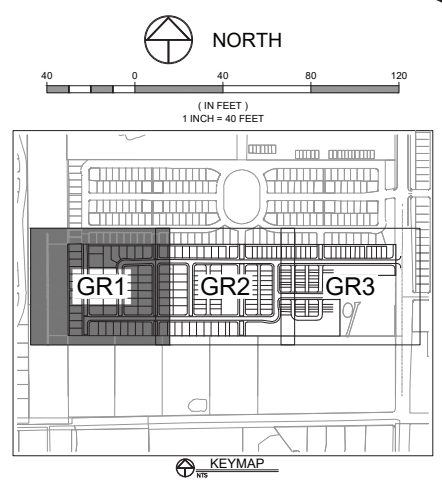 NORTH
40 0 40 80 120
( IN FEET )
1 INCH = 40 FEET
GR1 GR2 GR3
KEYMAP
NTS